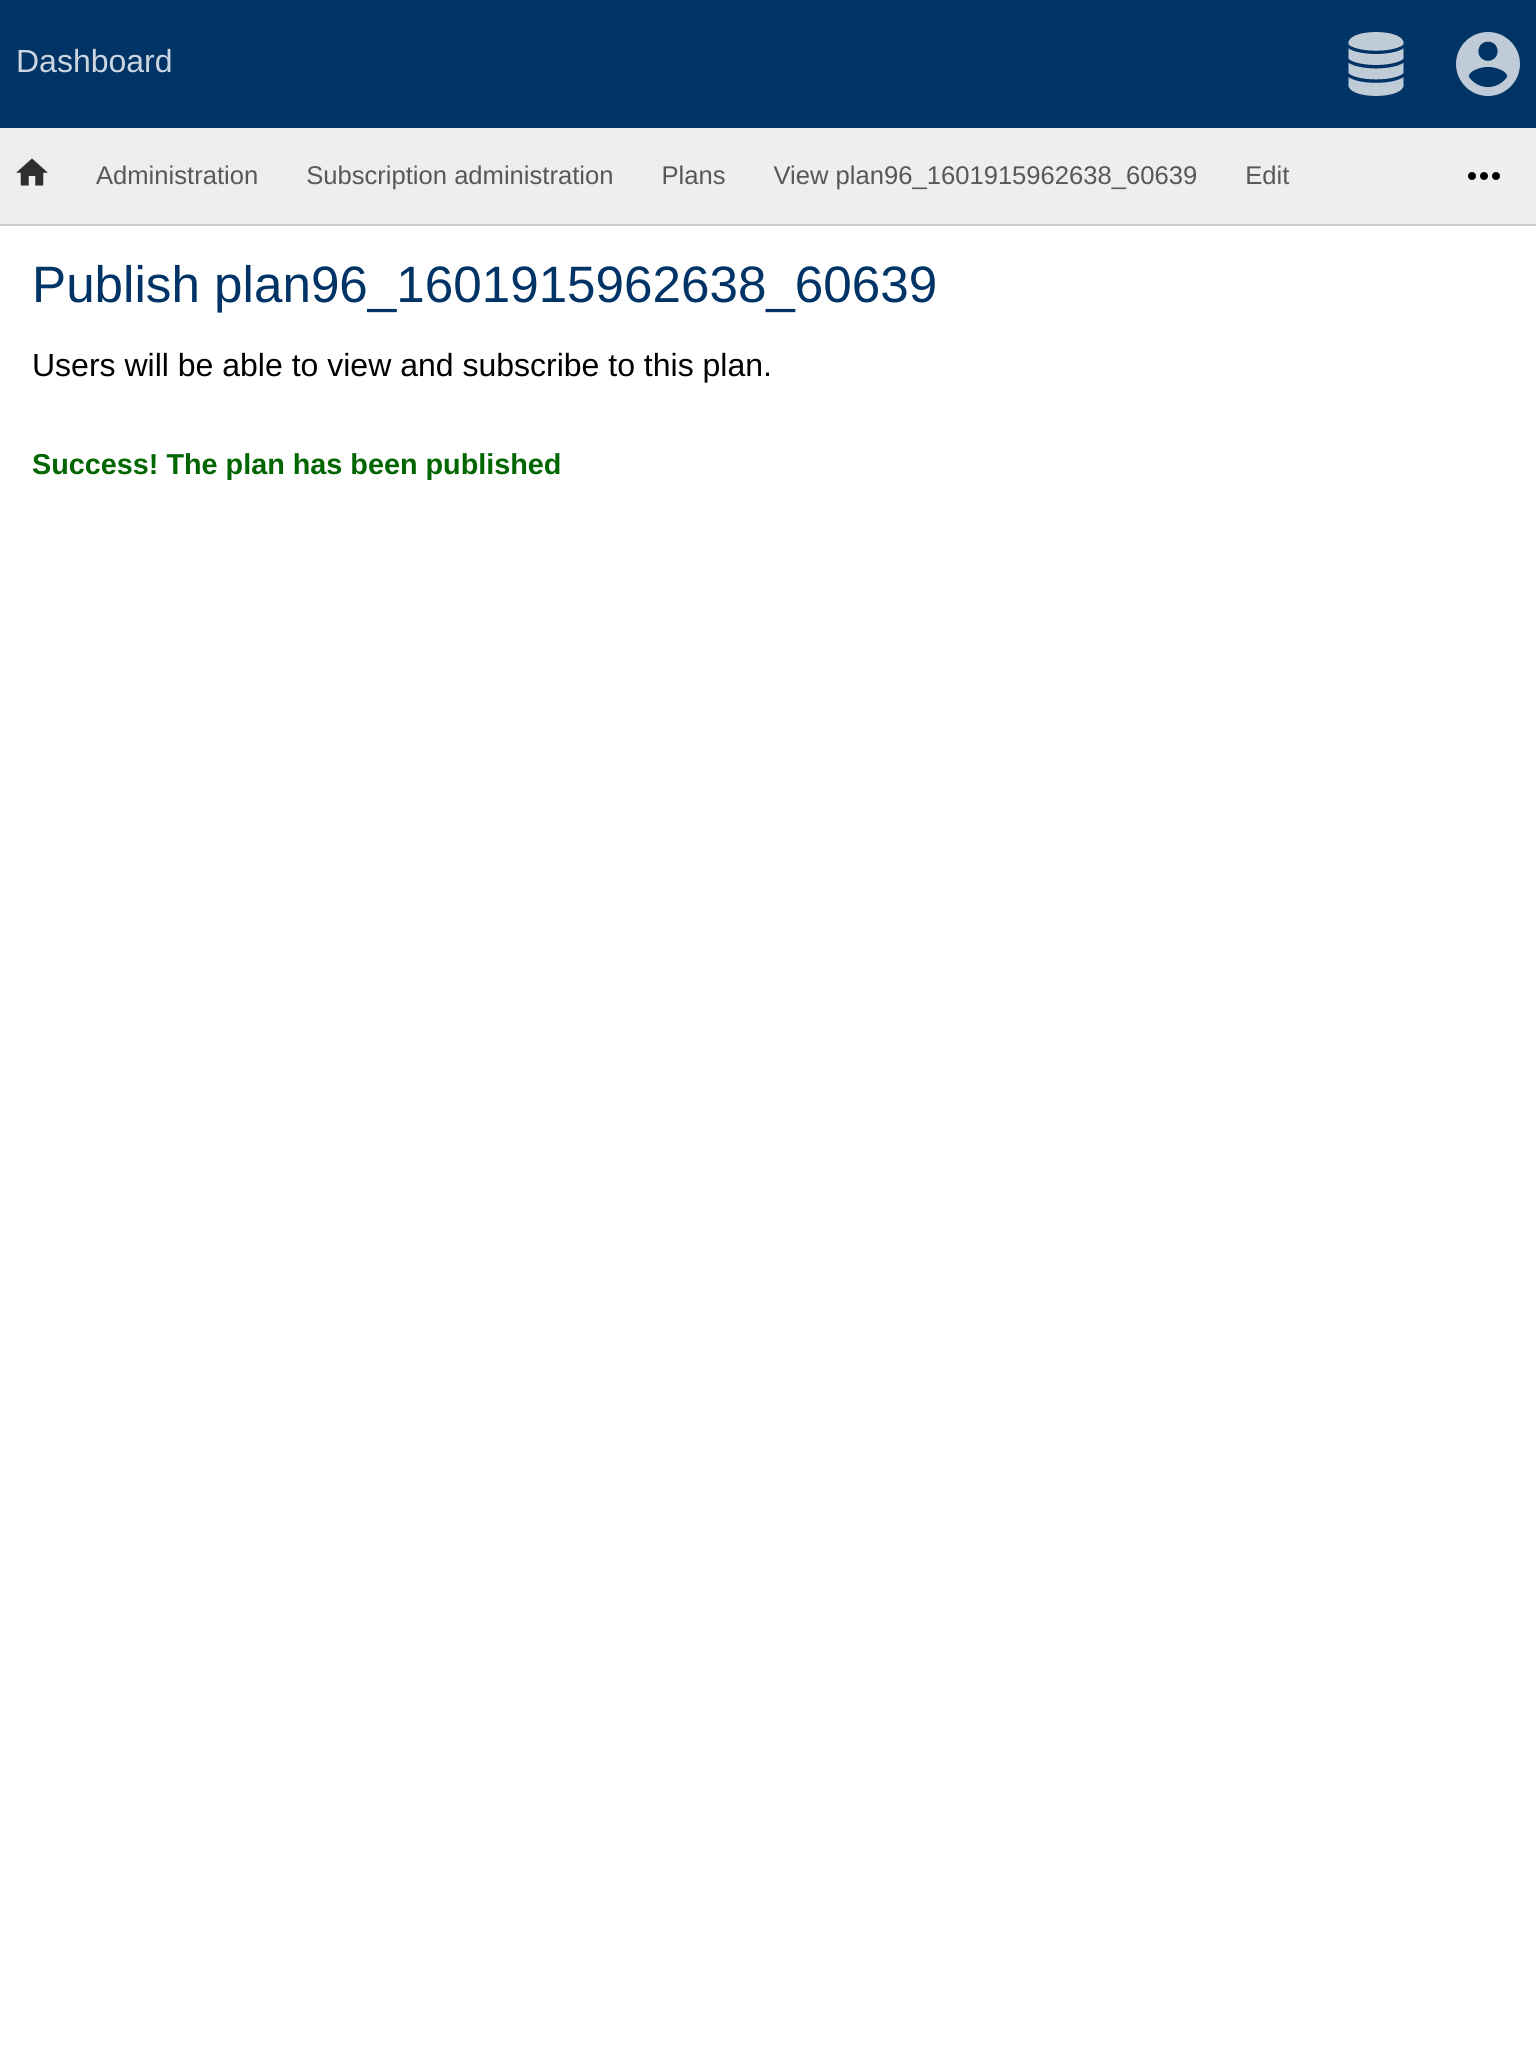 Dashboard
Administration Subscription administration Plans View plan96_1601915962638_60639 Edit
Publish plan96_1601915962638_60639
Users will be able to view and subscribe to this plan.
Success! The plan has been published